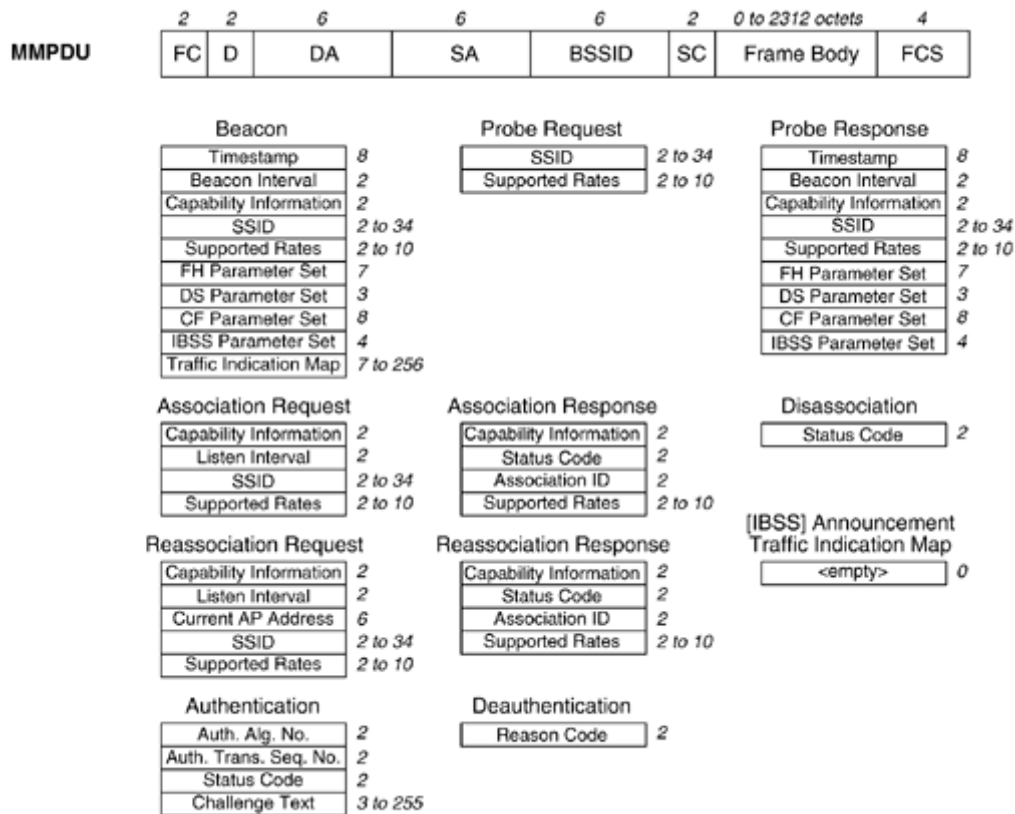 2 2 6 6 6 2 0 to 2312 octets 4
MMPDU FC D DA SA BSSID SC Frame Body FCS
Beacon
Timestamp 8
Beacon Interval 2
Capability Information 2
SSID 2 to 34
Supported Rates 2 to 10
FH Parameter Set 7
DS Parameter Set 3
CF Parameter Set 8
IBSS Parameter Set 4
Traffic Indication Map 7 to 256
Probe Request
SSID 2 to 34
Supported Rates 2 to 10
Probe Response
Timestamp 8
Beacon Interval 2
Capability Information 2
SSID 2 to 34
Supported Rates 2 to 10
FH Parameter Set 7
DS Parameter Set 3
CF Parameter Set 8
IBSS Parameter Set 4
Association Request
Capability Information 2
Listen Interval 2
SSID 2 to 34
Supported Rates 2 to 10
Association Response
Capability Information 2
Status Code 2
Association ID 2
Supported Rates 2 to 10
Disassociation
Status Code 2
Reassociation Request
Capability Information 2
Listen Interval 2
Current AP Address 6
SSID 2 to 34
Supported Rates 2 to 10
Reassociation Response
Capability Information 2
Status Code 2
Association ID 2
Supported Rates 2 to 10
[IBSS] Announcement
Traffic Indication Map
<empty> 0
Authentication
Auth. Alg. No. 2
Auth. Trans. Seq. No. 2
Status Code 2
Challenge Text 3 to 255
Deauthentication
Reason Code 2